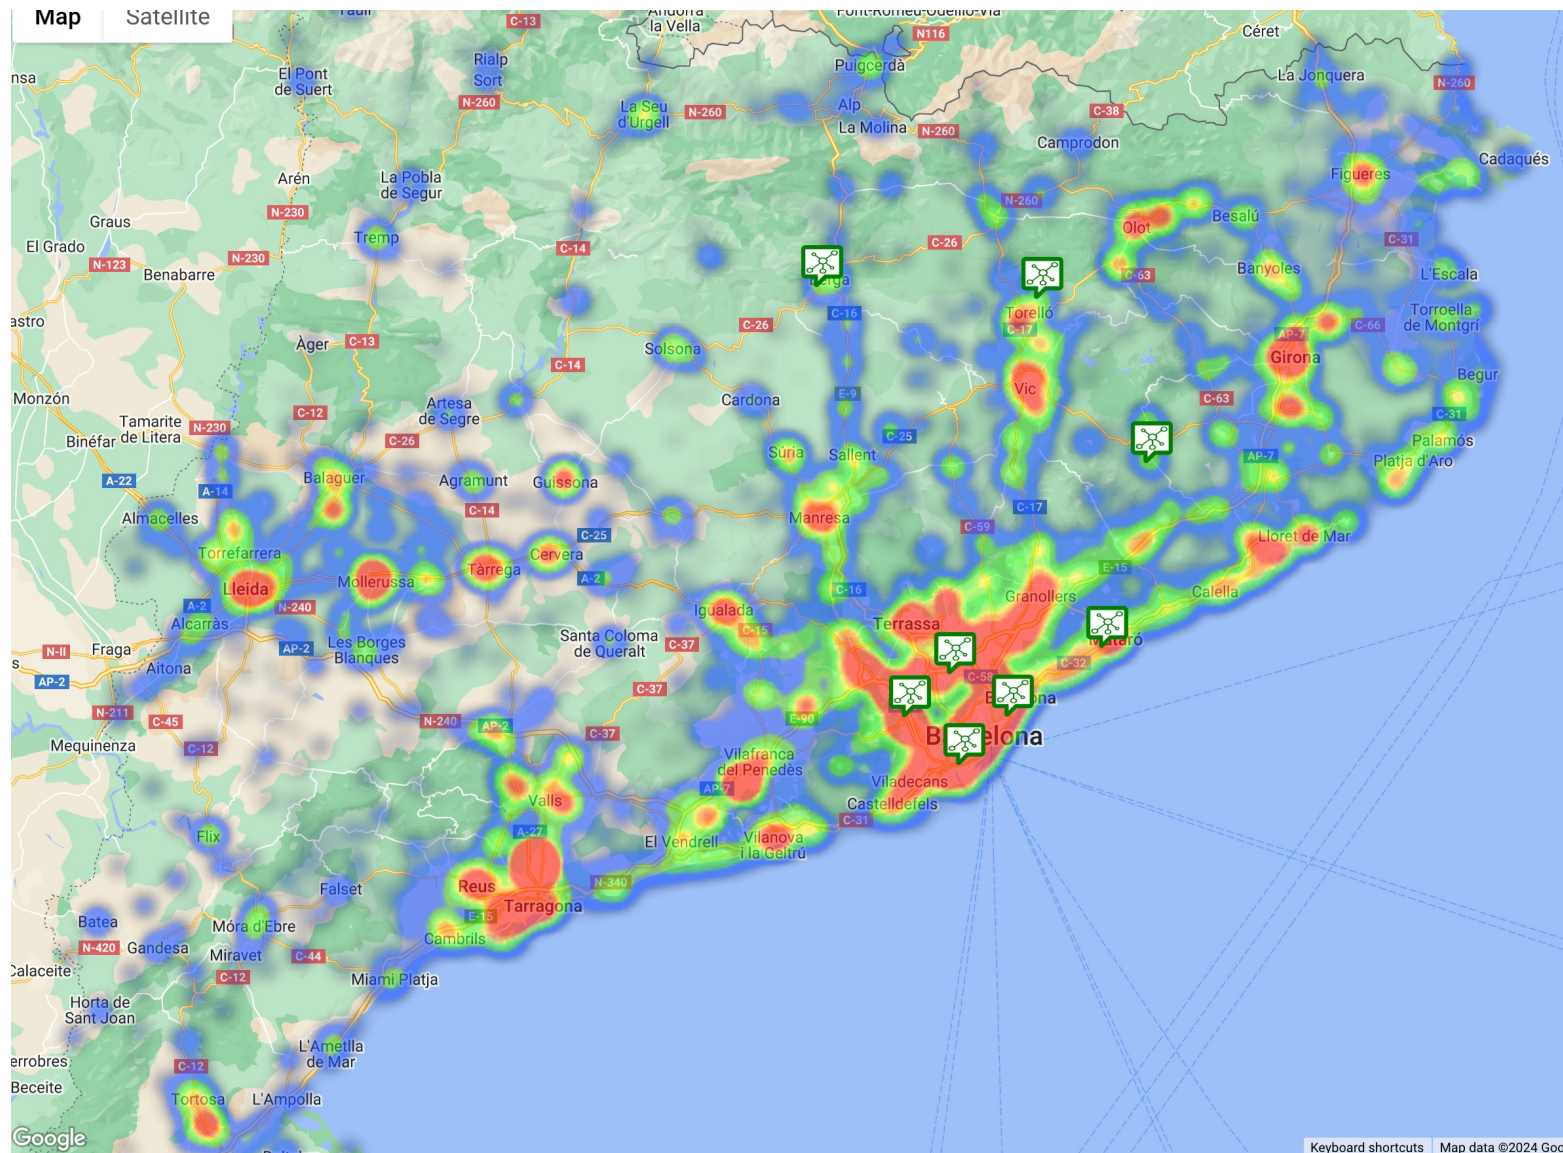 Map
Satellite
Taüll
C-13
Andorra
la Vella
Font-Romeu-Odeillo-Via
N116
Céret
nsa
El Pont
de Suert
Rialp
Sort
N-260
La Seu
d'Urgell
N-260
Puigcerdà
Alp
La Molina
N-260
C-38
Camprodon
La Jonquera
N-260
Cadaqués
Figueres
Arén
La Pobla
de Segur
N-230
Graus
El Grado
N-123
N-230
Benabarre
Tremp
C-14
C-26
N-260
Olot
Besalú
C-31
C-63
Banyoles
L'Escala
Berga
Torelló
C-17
C-16
C-26
Torroella
de Montgrí
C-66
AP-7
Girona
astro
Àger
C-13
C-14
Solsona
Vic
Begur
Monzón
C-12
Artesa
de Segre
Cardona
E-9
C-63
C-31
Tamarite
de Litera
N-230
Binéfar
C-26
C-25
Palamós
Platja d'Aro
AP-7
Súria
Sallent
A-22
A-14
Balaguer
Agramunt
Guissona
C-14
C-17
Almacelles
Manresa
C-25
C-59
Lloret de Mar
Torrefarrera
Cervera
Tàrrega
Mollerussa
Lleida
A-2
C-16
E-15
Granollers
Calella
A-2
N-240
Alcarràs
Igualada
C-15
Terrassa
Mataró
AP-2
Les Borges
Blanques
Santa Coloma
de Queralt
C-37
N-II
Fraga
s
Aitona
AP-2
C-32
C-58
C-37
Badalona
N-211
C-45
N-240
AP-2
C-37
E-90
Mequinenza
C-12
Barcelona
Vilafranca
del Penedès
AP-7
Viladecans
Castelldefels
C-31
Valls
Flix
A-27
El Vendrell
Vilanova
i la Geltrú
Reus
N-340
Falset
Tarragona
E-15
Batea
Móra d'Ebre
Cambrils
N-420
Gandesa
Miravet
C-44
Calaceite
C-12
Miami Platja
Horta de
Sant Joan
L'Ametlla
de Mar
errobres
C-12
Beceite
Tortosa
L'Ampolla
Google
Keyboard shortcuts
Map data ©2024 Goo